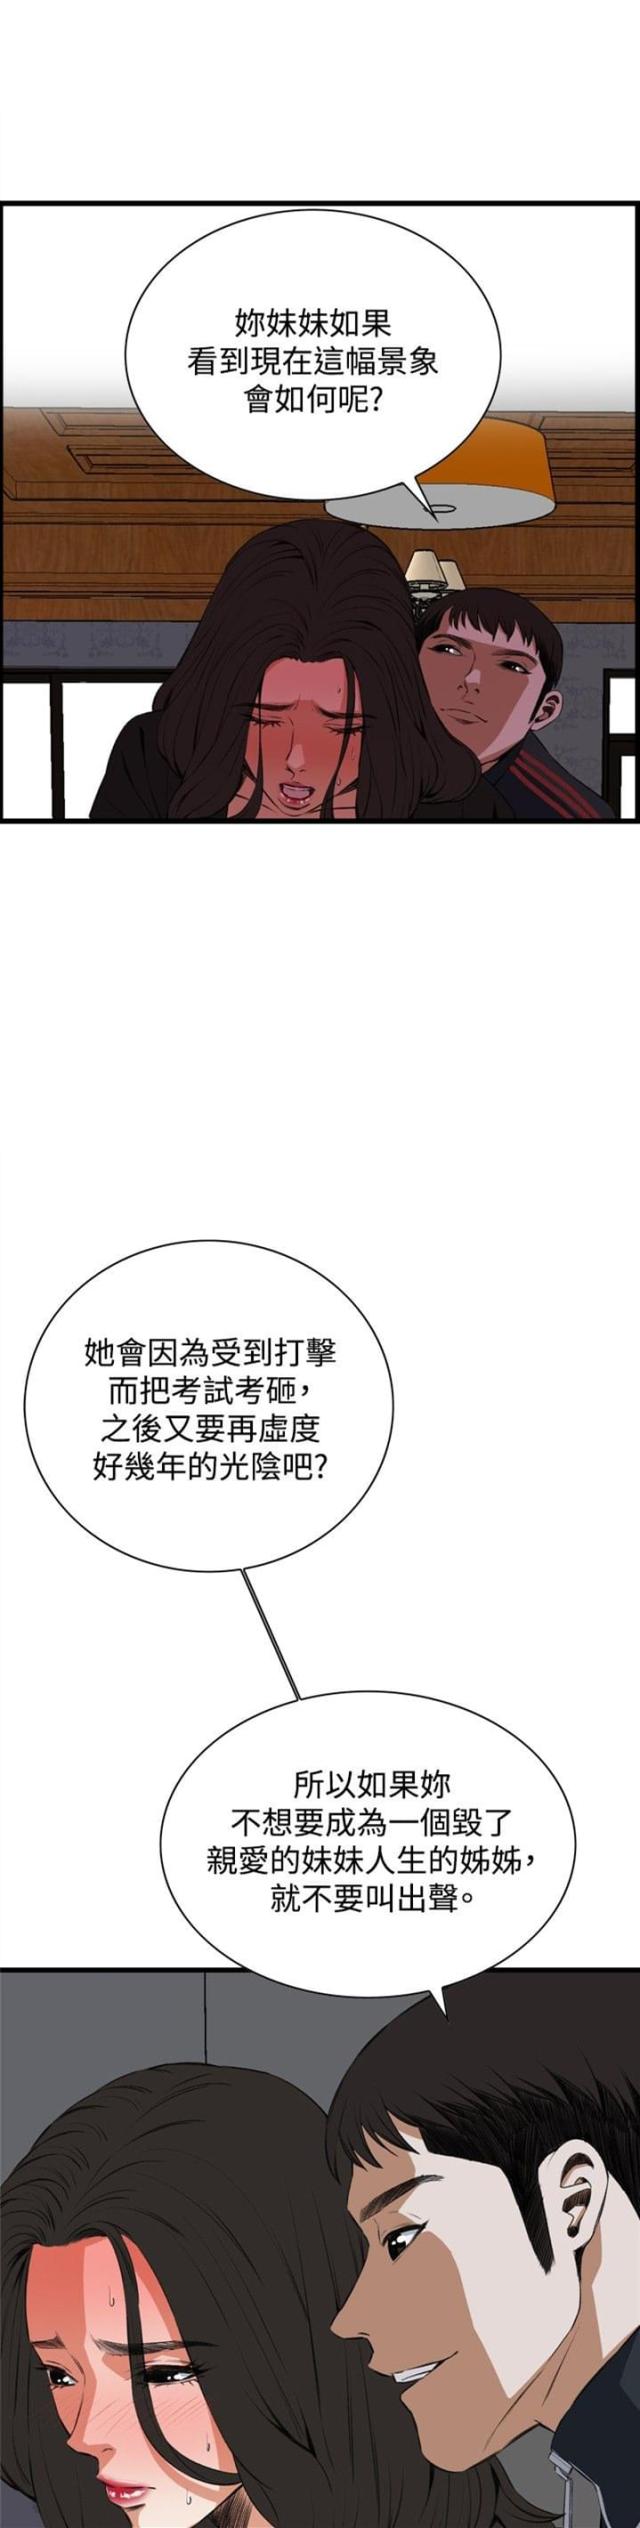 妳妹妹如果
看到現在這幅景象
會如何呢?
她會因為受到打擊
而把考試考砸,
之後又要再虛度
好幾年的光陰吧?
所以如果妳
不想要成為一個毀了
親愛的妹妹人生的姊姊,
就不要叫出聲。